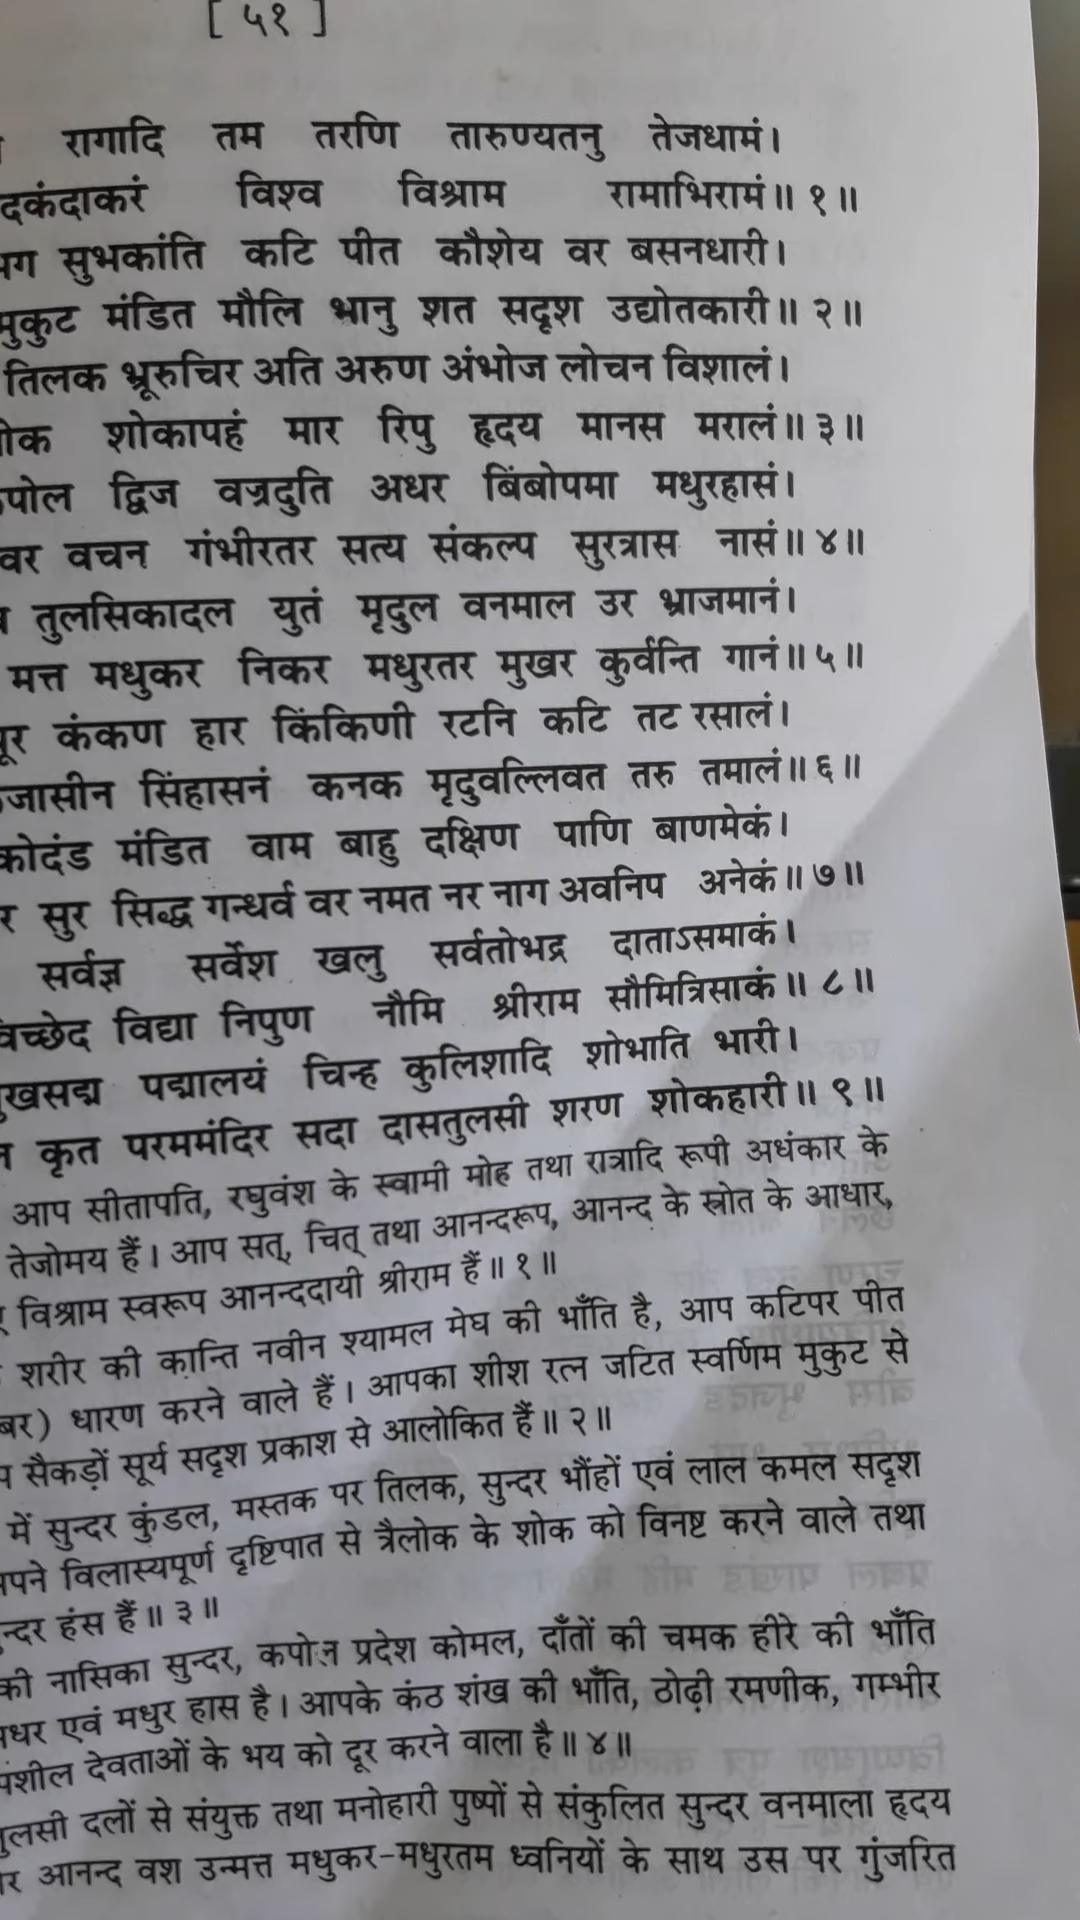 [ ५१ ]
रागादि तम तरणि तारुण्यतनु तेजधामं।
दकंदाकरं विश्व विश्राम रामाभिरामं॥ १ ॥
सुभकांति कटि पीत कौशेय वर बसनधारी।
मुकुट मंडित मौलि भानु शत सदृश उद्योतकारी॥ २ ॥
तिलक भ्रूरुचिर अति अरुण अंभोज लोचन विशालं।
ोक शोकापहं मार रिपु हृदय मानस मरालं॥ ३ ॥
पोल द्विज वज्रदुति अधर बिंबोपमा मधुरहासं।
वर वचन गंभीरतर सत्य संकल्प सुरत्रास नासं॥ ४ ॥
तुलसिकादल युतं मृदुल वनमाल उर भ्राजमानं।
मत्त मधुकर निकर मधुरतर मुखर कुर्वन्ति गानं॥ ५ ॥
कंकण हार किंकिणी रटनि कटि तट रसालं।
जासीन सिंहासनं कनक मृदुवल्लिवत तरु तमालं॥ ६ ॥
कोदंड मंडित वाम बाहु दक्षिण पाणि बाणमेकं।
सुर सिद्ध गन्धर्व वर नमत नर नाग अवनिप अनेकं॥ ७ ॥
सर्वज्ञ सर्वेश खलु सर्वतोभद्र दाताऽसमाकं।
विच्छेद विद्या निपुण नौमि श्रीराम सौमित्रिसाकं॥ ८ ॥
खसद्म पद्मालयं चिन्ह कुलिशादि शोभाति भारी।
कृत परममंदिर सदा दासतुलसी शरण शोकहारी॥ ९ ॥
आप सीतापति, रघुवंश के स्वामी मोह तथा रात्रादि रूपी अधंकार के
तेजोमय हैं। आप सत्, चित् तथा आनन्दरूप, आनन्द के स्रोत के आधार,
विश्राम स्वरूप आनन्ददायी श्रीराम हैं॥ १ ॥
शरीर की कान्ति नवीन श्यामल मेघ की भाँति है, आप कटिपर पीत
बर) धारण करने वाले हैं। आपका शीश रत्न जटित स्वर्णिम मुकुट से
सैकड़ों सूर्य सदृश प्रकाश से आलोकित हैं॥ २ ॥
में सुन्दर कुंडल, मस्तक पर तिलक, सुन्दर भौंहों एवं लाल कमल सदृश
पने विलास्यपूर्ण दृष्टिपात से त्रैलोक के शोक को विनष्ट करने वाले तथा
न्दर हंस हैं॥ ३ ॥
की नासिका सुन्दर, कपोल प्रदेश कोमल, दाँतों की चमक हीरे की भाँति
धर एवं मधुर हास है। आपके कंठ शंख की भाँति, ठोढ़ी रमणीक, गम्भीर
शील देवताओं के भय को दूर करने वाला है॥ ४ ॥
ुलसी दलों से संयुक्त तथा मनोहारी पुष्पों से संकुलित सुन्दर वनमाला हृदय
आनन्द वश उन्मत्त मधुकर-मधुरतम ध्वनियों के साथ उस पर गुंजरित